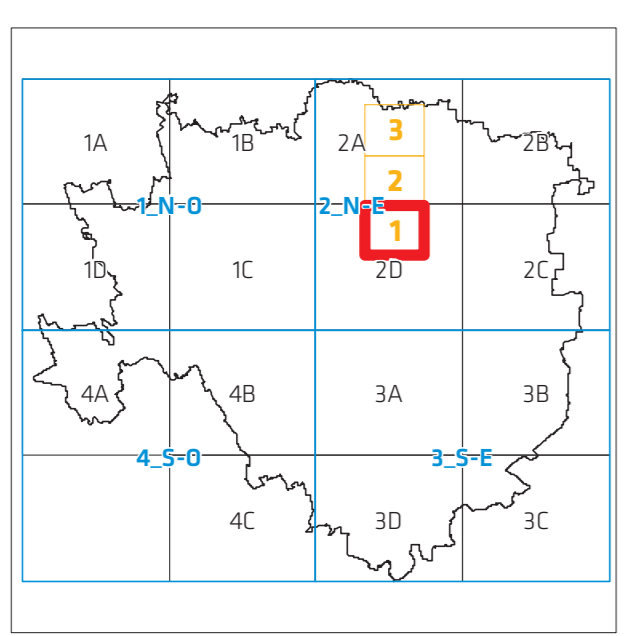 3
1A 1B 2A 2B
2
1_N-O 2_N-E
1
1D 1C 2D 2C
4A 4B 3A 3B
4_S-O 3_S-E
4C 3D 3C